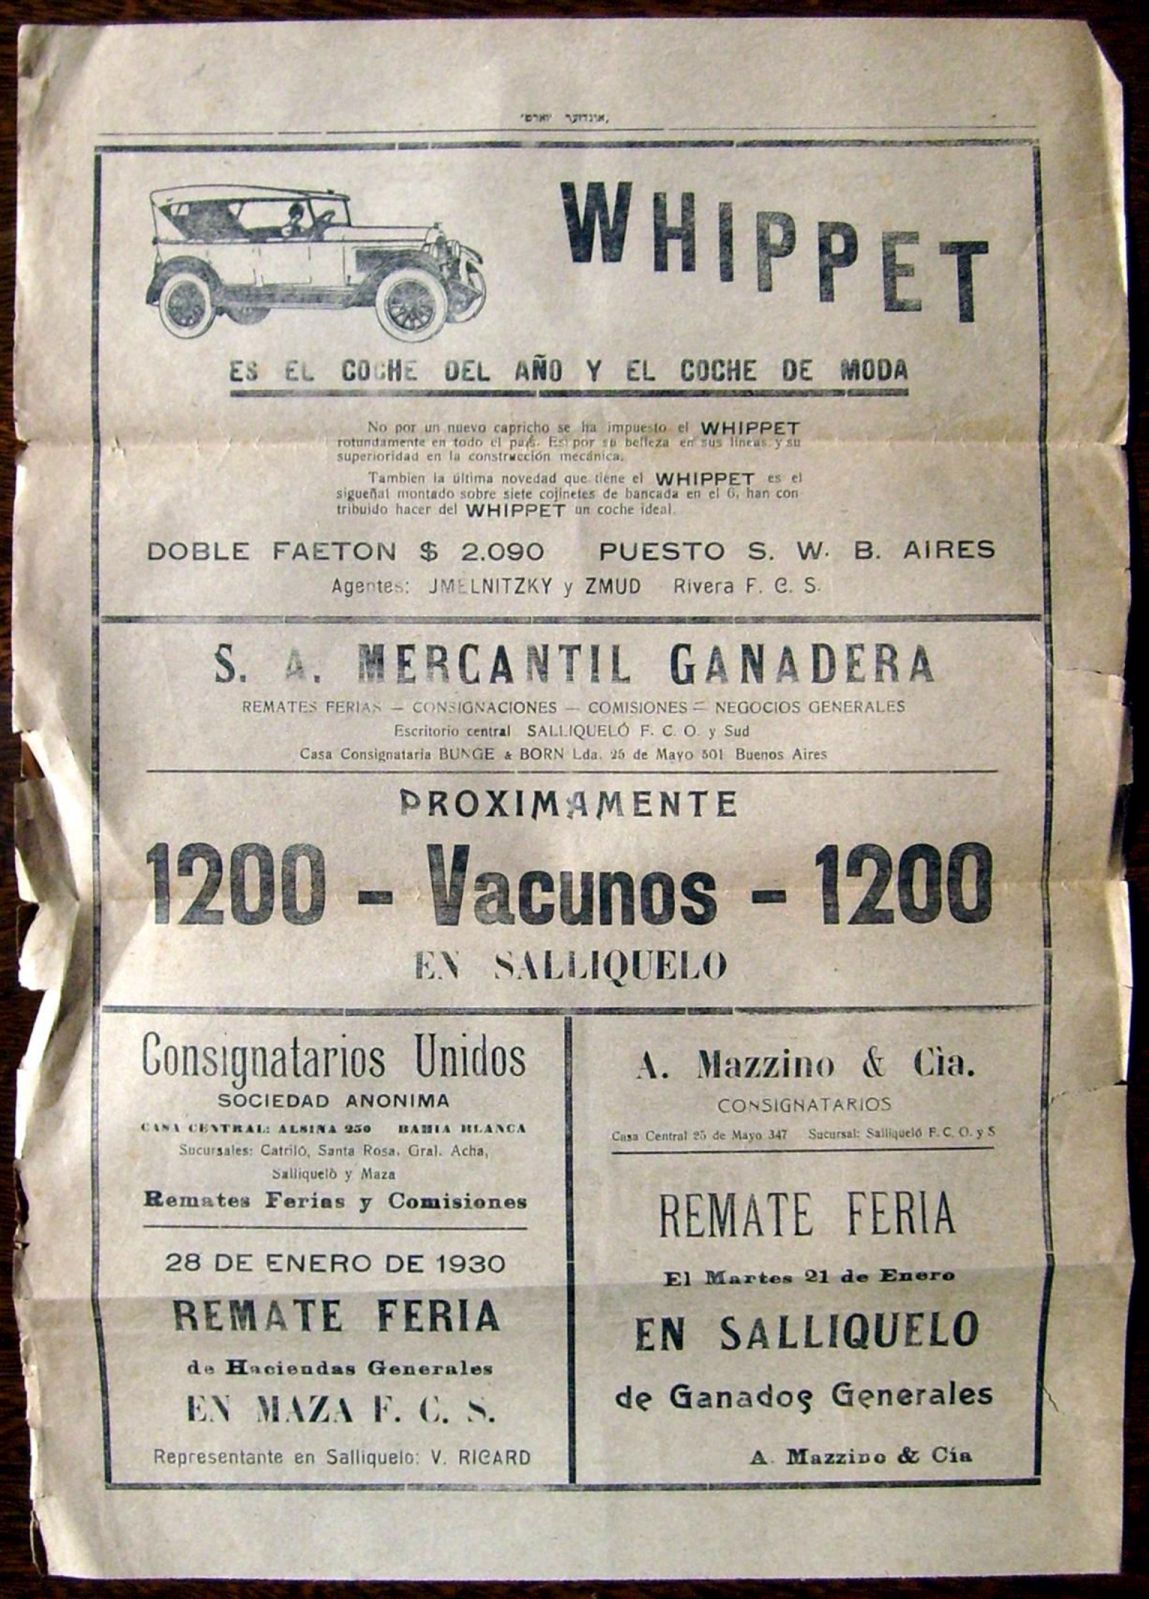 „אונדזער ווארט"
WHIPPET
ES EL COCHE DEL AÑO Y EL COCHE DE MODA
No por un nuevo capricho se ha impuesto el WHIPPET
rotundamente en todo el país. Es por su belleza en sus líneas y su
superioridad en la construcción mecánica.
Tambien la última novedad que tiene el WHIPPET es el
sigueñal montado sobre siete cojinetes de bancada en el 6, han con
tribuido hacer del WHIPPET un coche ideal.
DOBLE FAETON $ 2.090 PUESTO S. W. B. AIRES
Agentes: JMELNITZKY y ZMUD Rivera F. C. S.
S. A. MERCANTIL GANADERA
REMATES FERIAS — CONSIGNACIONES — COMISIONES — NEGOCIOS GENERALES
Escritorio central SALLIQUELÓ F. C. O. y Sud
Casa Consignataria BUNGE & BORN Lda. 25 de Mayo 501 Buenos Aires
PROXIMAMENTE
1200 - Vacunos - 1200
EN SALLIQUELO
Consignatarios Unidos
SOCIEDAD ANONIMA
CASA CENTRAL: ALSINA 250 BAHIA BLANCA
Sucursales: Catriló, Santa Rosa, Gral. Acha,
Salliqueló y Maza
Remates Ferias y Comisiones
28 DE ENERO DE 1930
REMATE FERIA
de Haciendas Generales
EN MAZA F. C. S.
Representante en Salliquelo: V. RICARD
A. Mazzino & Cìa.
CONSIGNATARIOS
Casa Central 25 de Mayo 347 Sucursal: Salliqueló F. C. O. y S
REMATE FERIA
El Martes 21 de Enero
EN SALLIQUELO
de Ganados Generales
A. Mazzino & Cía